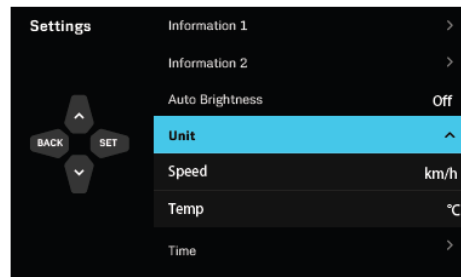 Settings
Information 1
Information 2
Auto Brightness Off
BACK SET
Unit
Speed km/h
Temp °C
Time